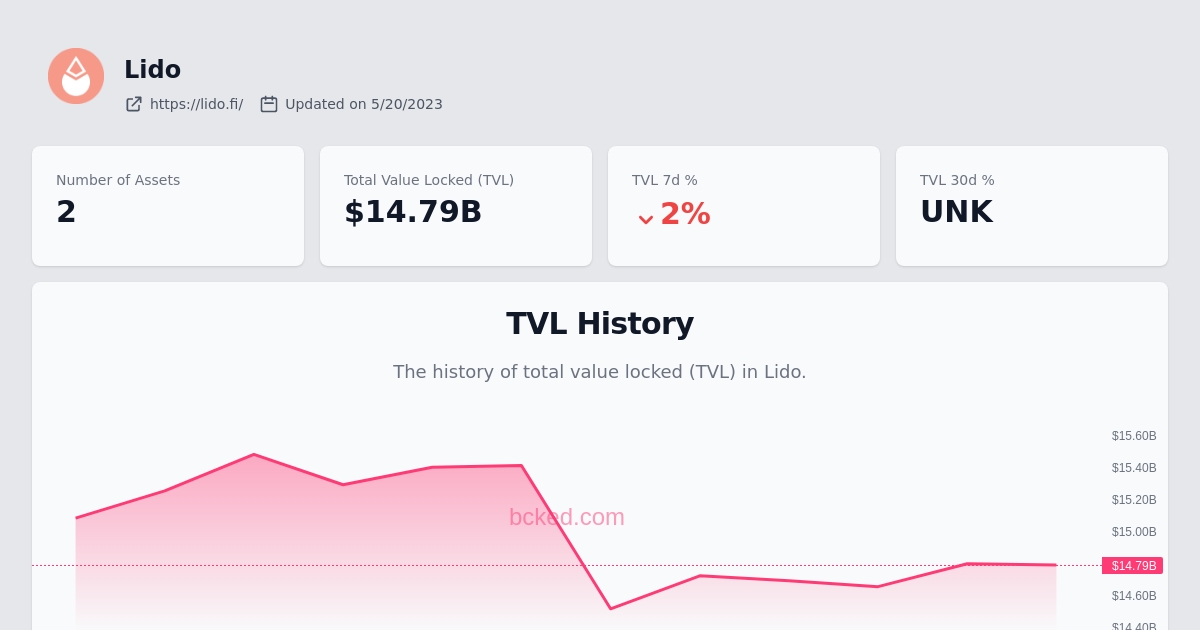 Lido
https://lido.fi/ Updated on 5/20/2023
Number of Assets
2
Total Value Locked (TVL)
$14.79B
TVL 7d %
2%
TVL 30d %
UNK
TVL History
The history of total value locked (TVL) in Lido.
$15.60B
$15.40B
$15.20B
bcked.com
$15.00B
$14.79B
$14.60B
$14.40B